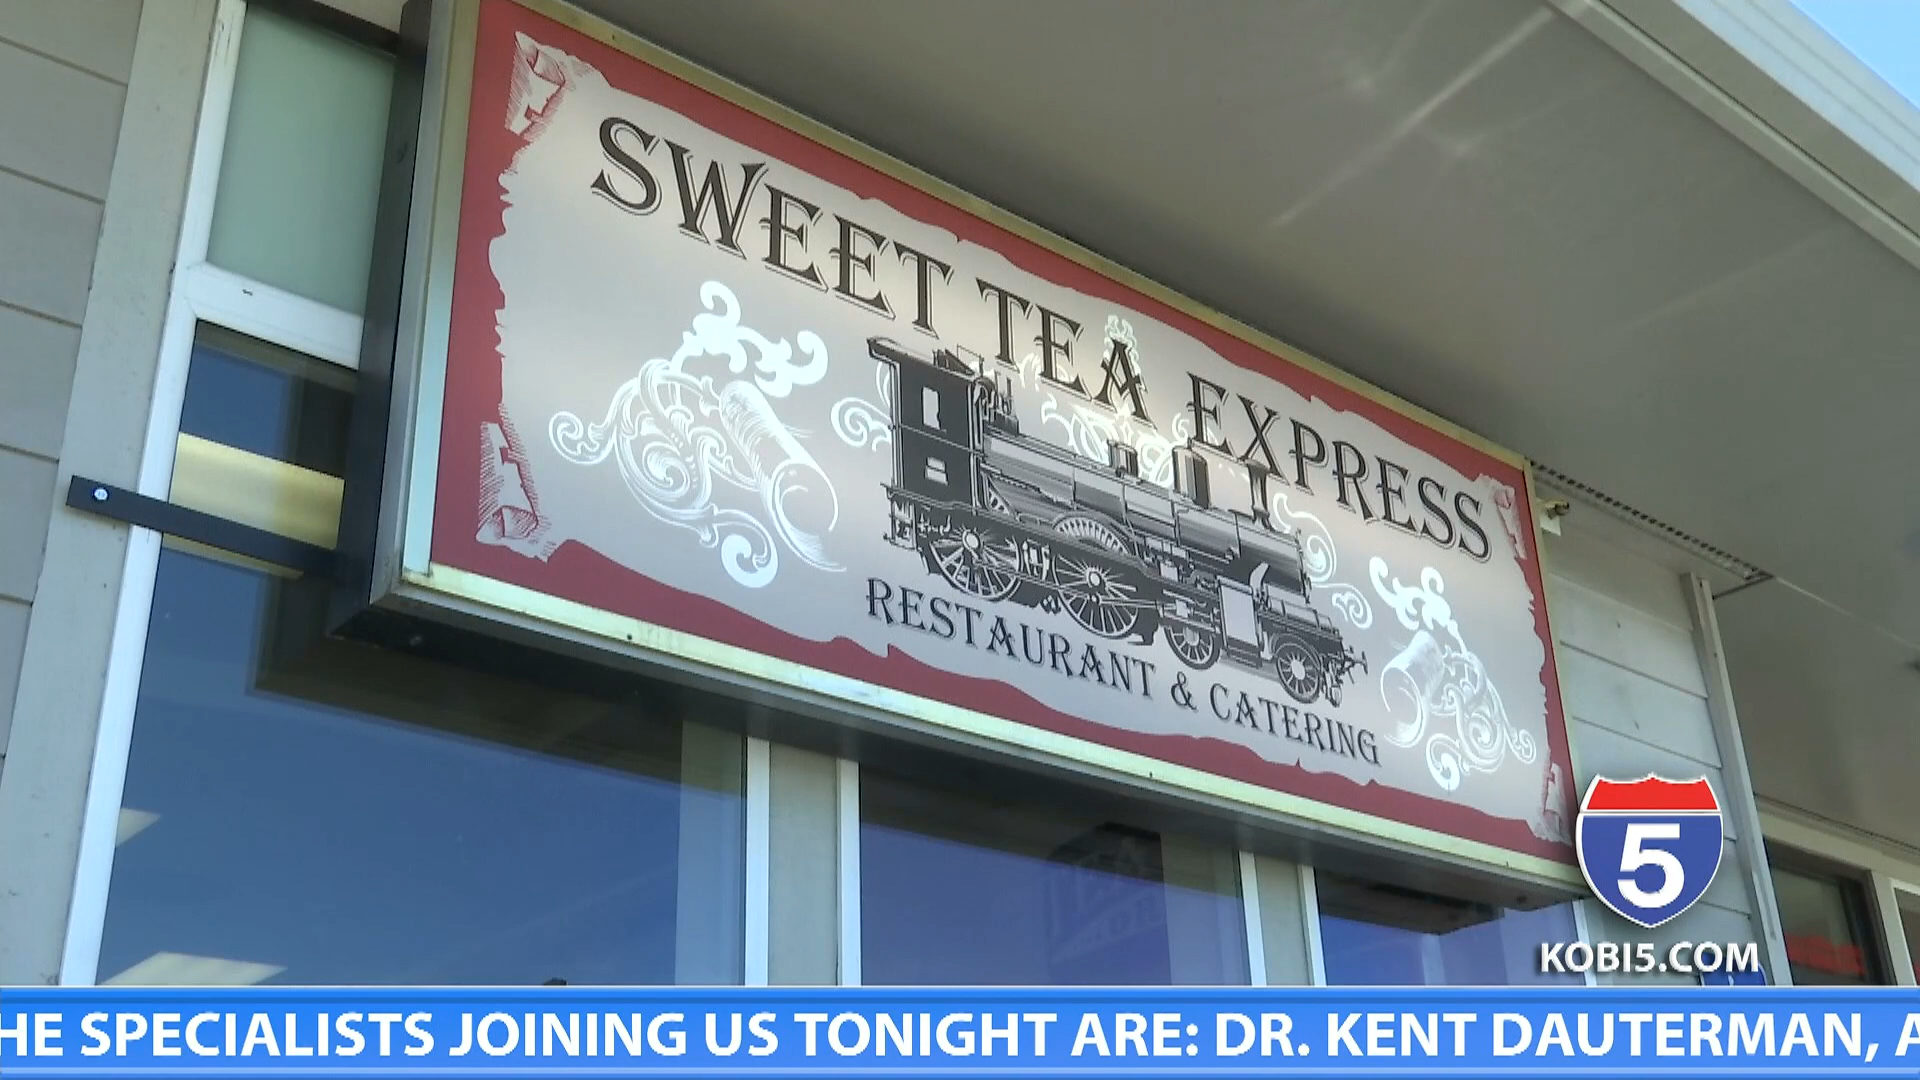 SWEET TEA EXPRESS
RESTAURANT & CATERING
5
KOBI5.COM
HE SPECIALISTS JOINING US TONIGHT ARE: DR. KENT DAUTERMAN, A